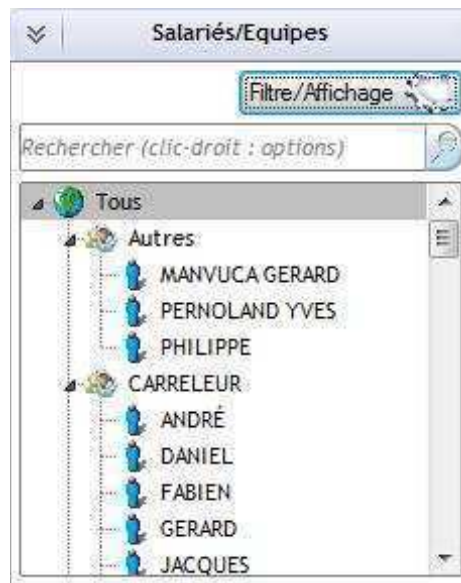 Salariés/Equipes
Filtre/Affichage
Rechercher (clic-droit : options)
Tous
Autres
MANVUCA GERARD
PERNOLAND YVES
PHILIPPE
CARRELEUR
ANDRÉ
DANIEL
FABIEN
GERARD
JACQUES